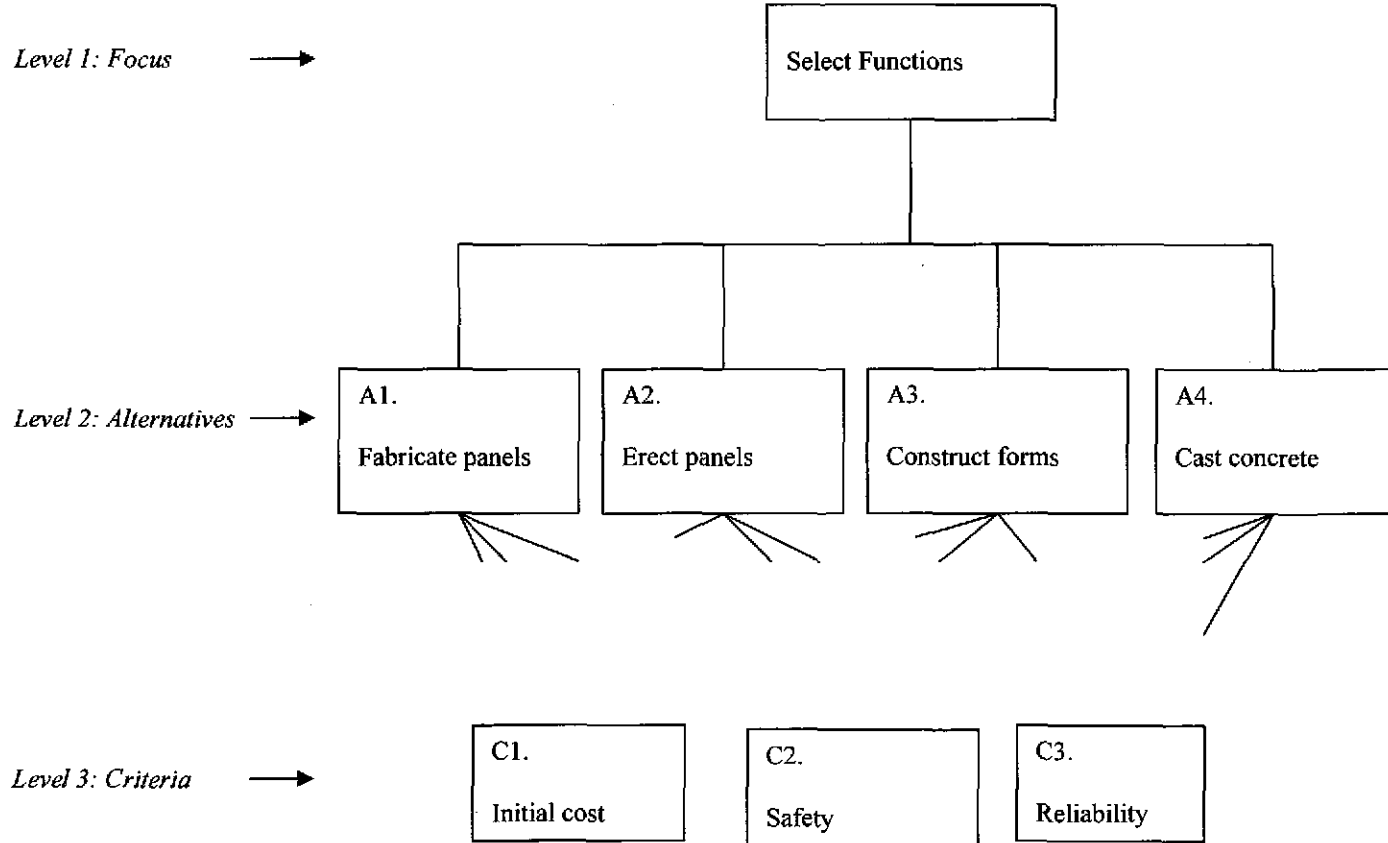 Level 1: Focus
Select Functions
Level 2: Alternatives
A1.
Fabricate panels
A2.
Erect panels
A3.
Construct forms
A4.
Cast concrete
Level 3: Criteria
C1.
Initial cost
C2.
Safety
C3.
Reliability